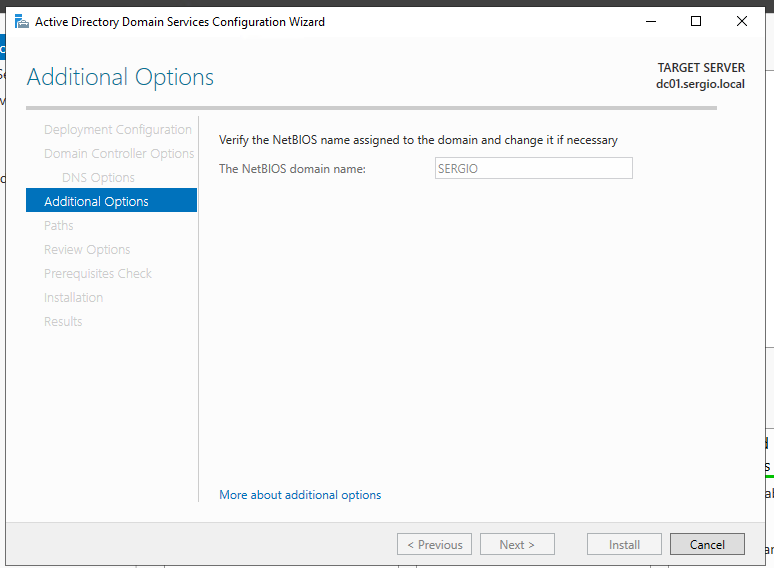 Active Directory Domain Services Configuration Wizard
Additional Options
TARGET SERVER
dc01.sergio.local
Deployment Configuration
Domain Controller Options
DNS Options
Additional Options
Paths
Review Options
Prerequisites Check
Installation
Results
Verify the NetBIOS name assigned to the domain and change it if necessary
The NetBIOS domain name: SERGIO
More about additional options
< Previous Next > Install Cancel